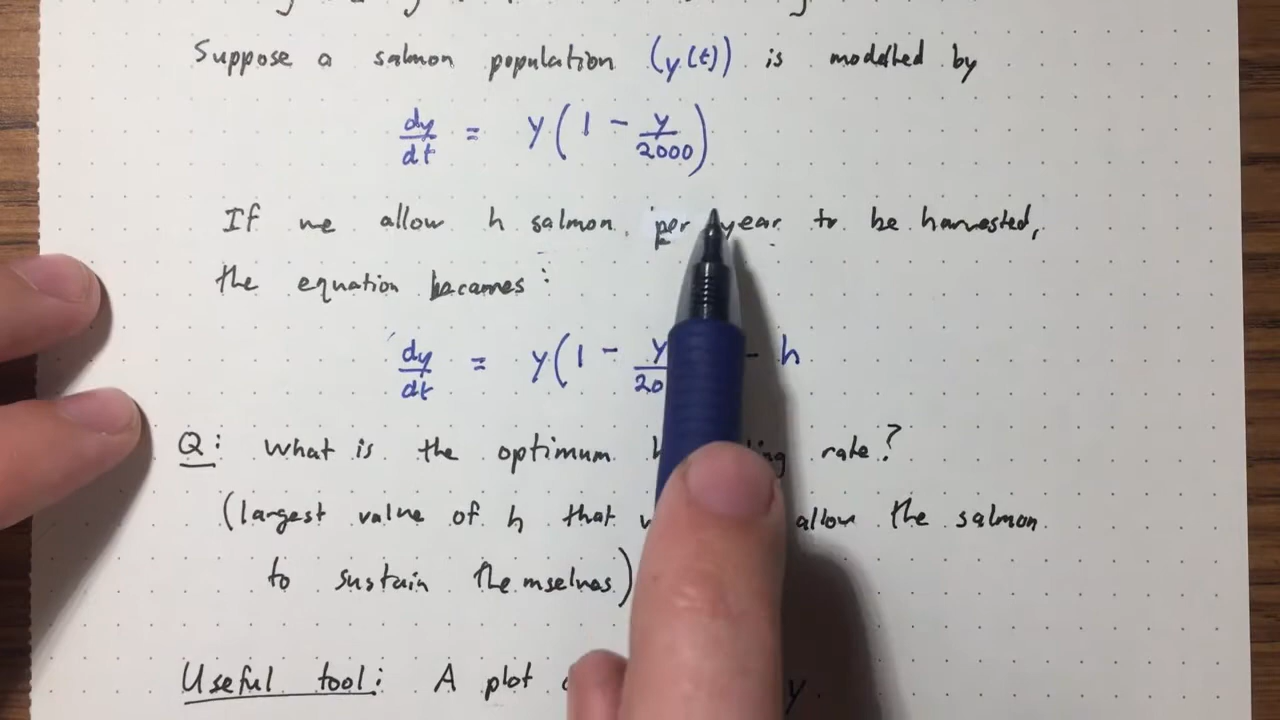 Suppose a salmon population (y(t)) is modelled by
dy/dt = y(1 - y/2000)
If we allow h salmon per year to be harvested,
the equation becomes:
dy/dt = y(1 - y/20 - h
Q: What is the optimum rate?
(largest value of h that allow the salmon
to sustain themselves)
Useful tool: A plot y.